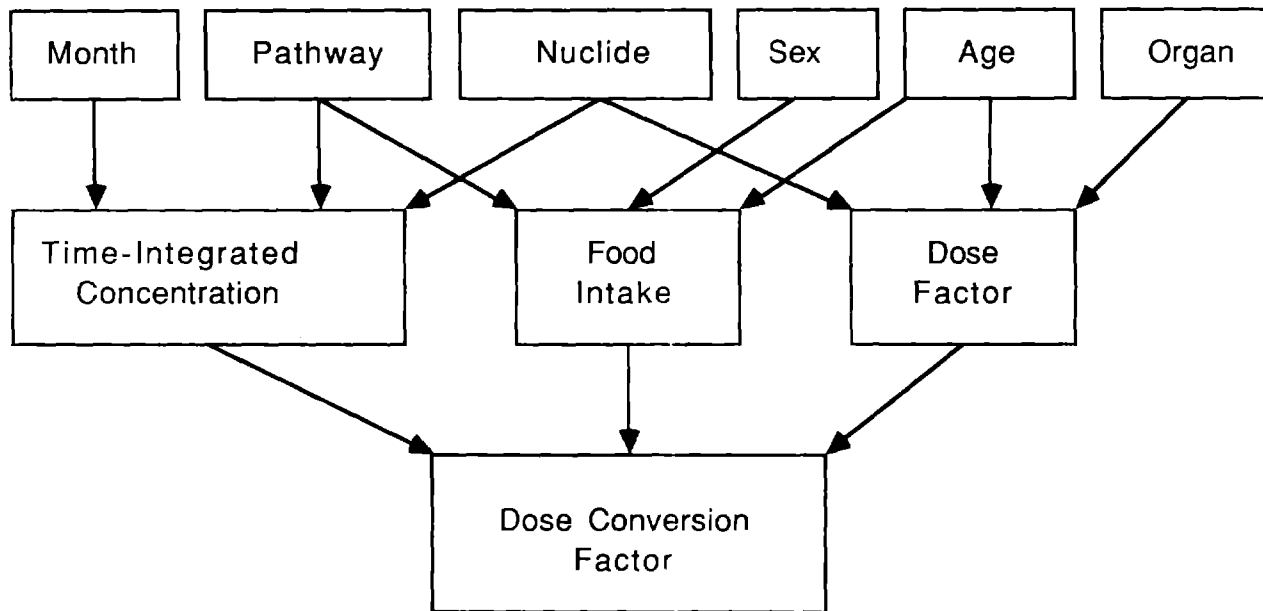 Month
Pathway
Nuclide
Sex
Age
Organ
Time-Integrated
Concentration
Food
Intake
Dose
Factor
Dose Conversion
Factor